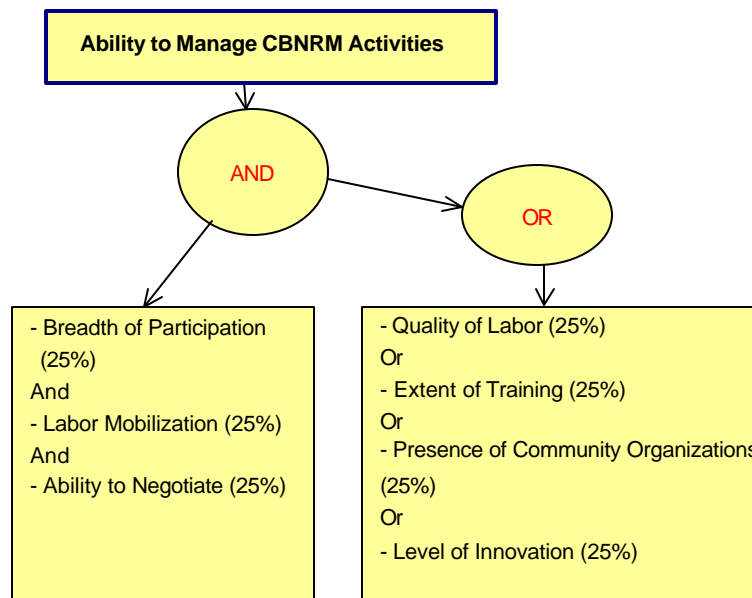 Ability to Manage CBNRM Activities
AND
OR
- Breadth of Participation
(25%)
And
- Labor Mobilization (25%)
And
- Ability to Negotiate (25%)
- Quality of Labor (25%)
Or
- Extent of Training (25%)
Or
- Presence of Community Organizations
(25%)
Or
- Level of Innovation (25%)